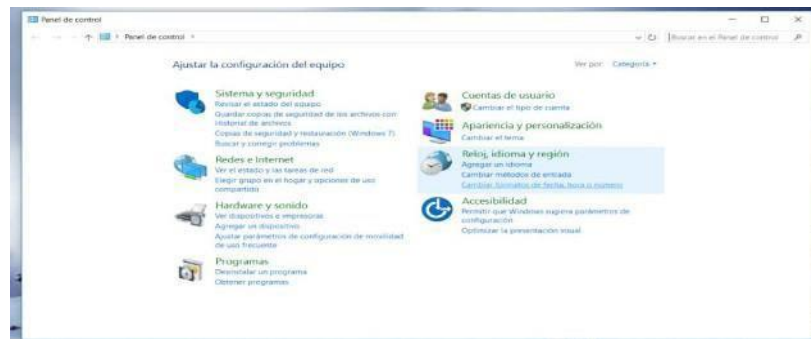 Panel de control
Panel de control
Buscar en el Panel de control
Ajustar la configuración del equipo
Ver por: Categoría
Sistema y seguridad
Revisar el estado del equipo
Guardar copias de seguridad de los archivos con
Historial de archivos
Copias de seguridad y restauración (Windows 7)
Buscar y corregir problemas
Redes e Internet
Ver el estado y las tareas de red
Elegir grupo en el hogar y opciones de uso
compartido
Hardware y sonido
Ver dispositivos e impresoras
Agregar un dispositivo
Ajustar parámetros de configuración de movilidad
de uso frecuente
Programas
Desinstalar un programa
Obtener programas
Cuentas de usuario
Cambiar el tipo de cuenta
Apariencia y personalización
Cambiar el tema
Reloj, idioma y región
Agregar un idioma
Cambiar métodos de entrada
Cambiar formatos de fecha, hora o número
Accesibilidad
Permitir que Windows sugiera parámetros de
configuración
Optimizar la presentación visual